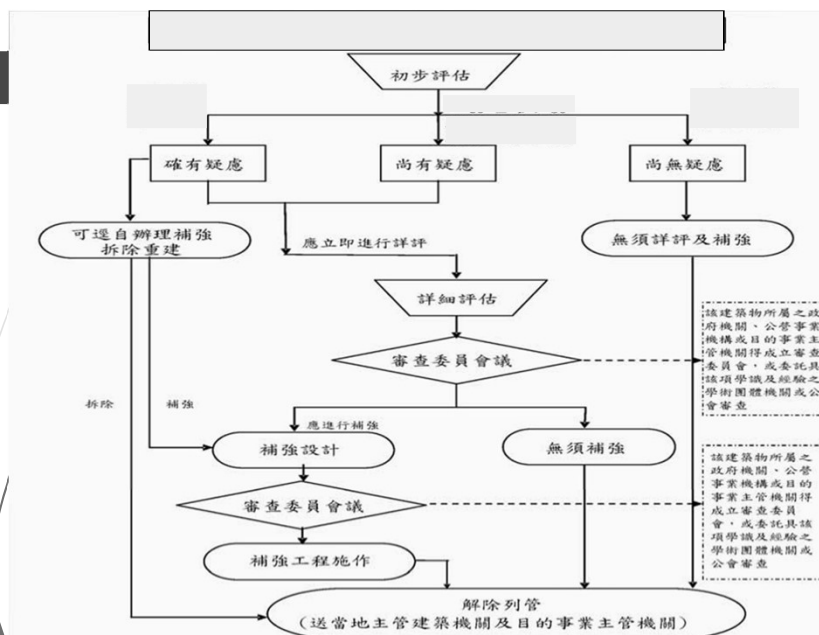 初步評估
確有疑慮
尚有疑慮
尚無疑慮
可逕自辦理補強
拆除重建
應立即進行詳評
無須詳評及補強
詳細評估
該建築物所屬之政
府機關、公營事業
機構或目的事業主
管機關得成立審查
委員會，或委託具
該項學識及經驗之
學術團體機關或公
會審查
審查委員會議
拆除
補強
應進行補強
補強設計
無須補強
該建築物所屬之
政府機關、公營
事業機構或目的
事業主管機關得
成立審查委員
會，或委託具該
項學識及經驗之
學術團體機關或
公會審查
審查委員會議
補強工程施作
解除列管
（送當地主管建築機關及目的事業主管機關）